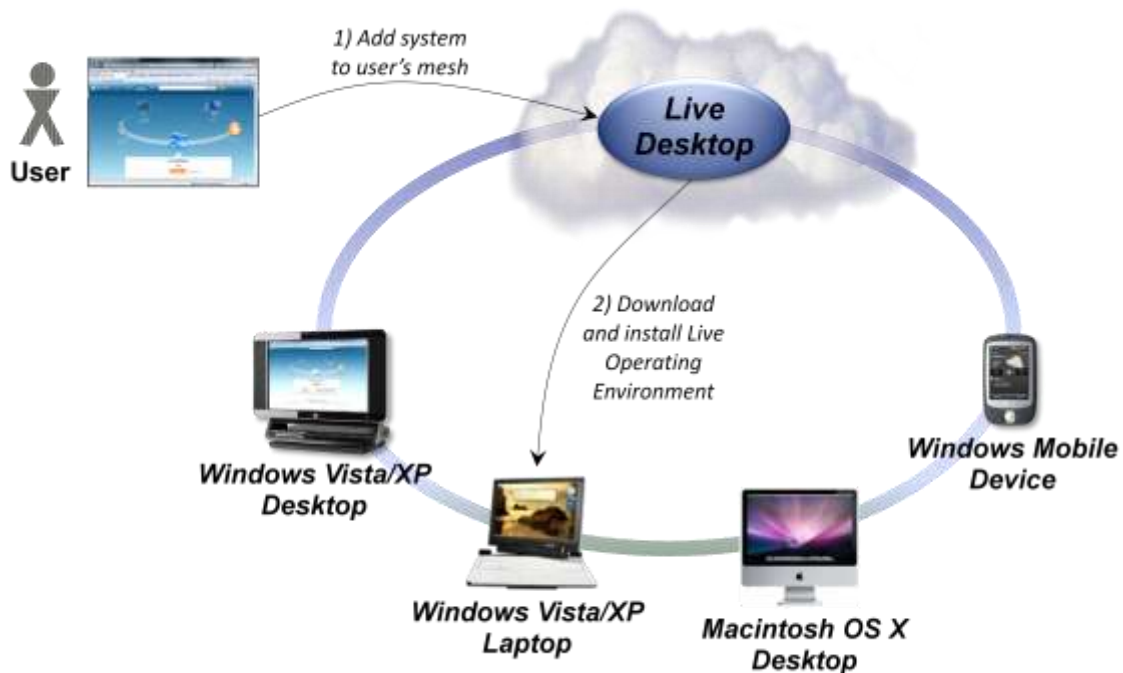 1) Add system
to user's mesh
Live
Desktop
User
2) Download
and install Live
Operating
Environment
Windows Vista/XP
Desktop
Windows Mobile
Device
Windows Vista/XP
Laptop
Macintosh OS X
Desktop